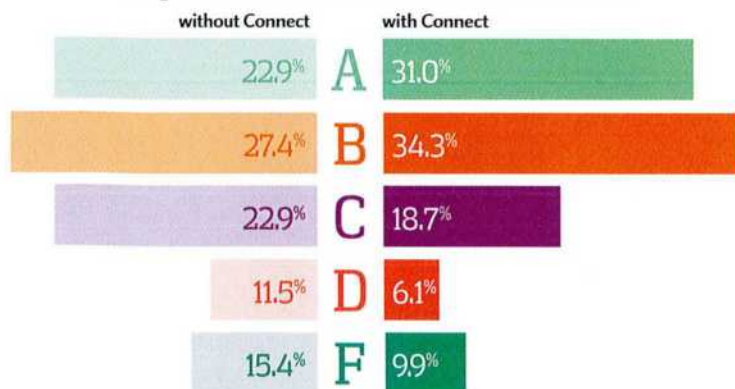 without Connect with Connect
22.9% A 31.0%
27.4% B 34.3%
22.9% C 18.7%
11.5% D 6.1%
15.4% F 9.9%